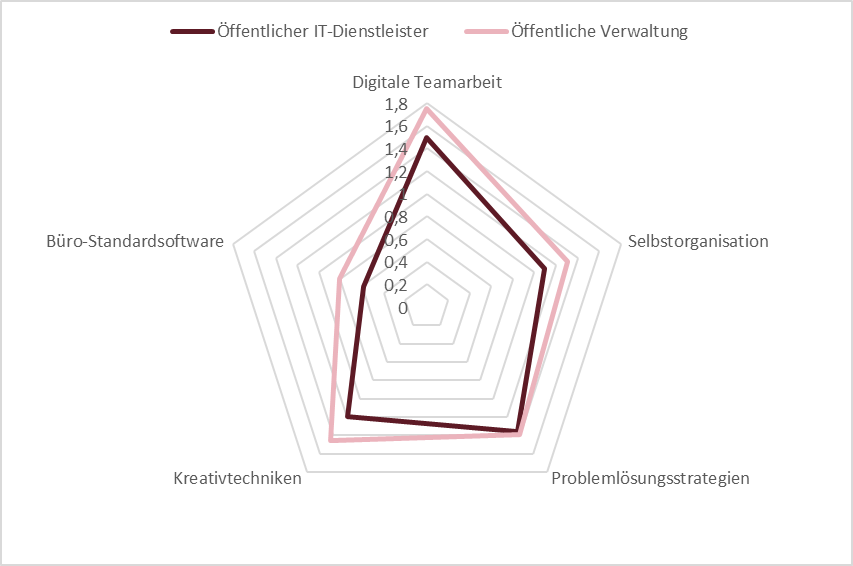 Öffentlicher IT-Dienstleister Öffentliche Verwaltung
Digitale Teamarbeit
1,8
1,6
1,4
1,2
1
0,8
0,6
0,4
0,2
0
Büro-Standardsoftware
Selbstorganisation
Kreativtechniken
Problemlösungsstrategien